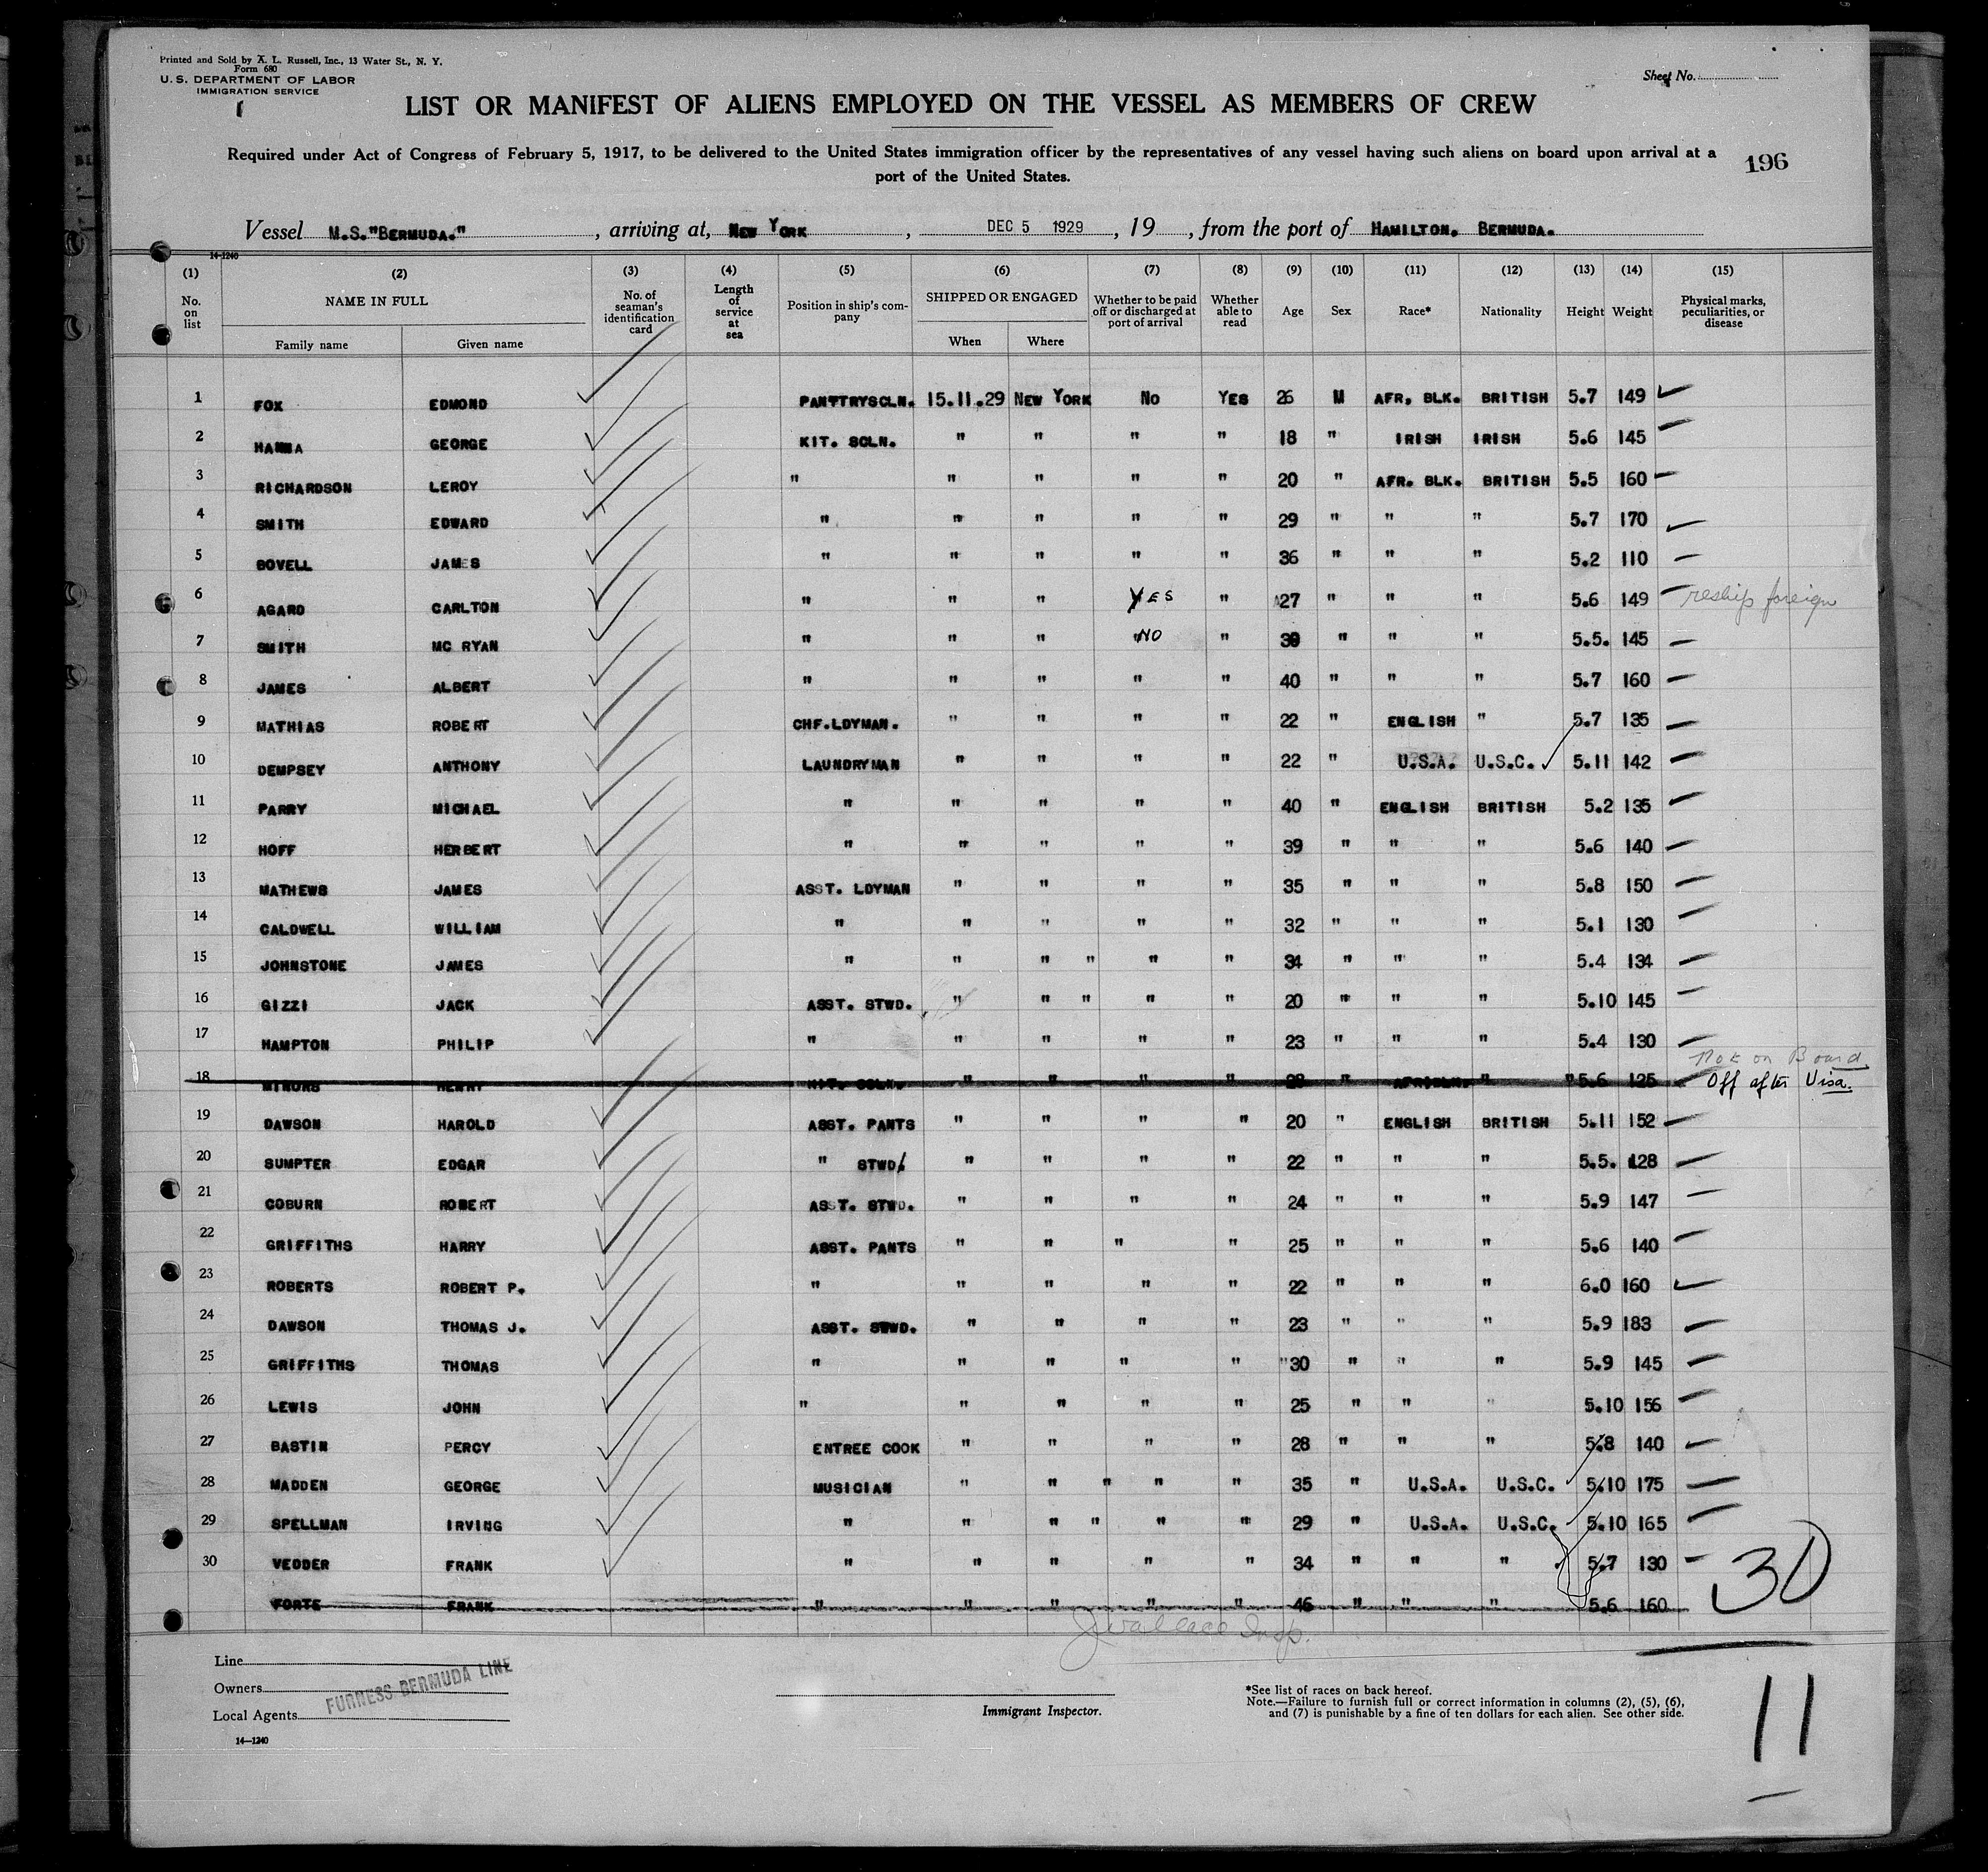 Printed and Sold by A. L. Russell, Inc., 13 Water St., N. Y.
Form 680
U. S. DEPARTMENT OF LABOR
IMMIGRATION SERVICE
Sheet No.
LIST OR MANIFEST OF ALIENS EMPLOYED ON THE VESSEL AS MEMBERS OF CREW
Required under Act of Congress of February 5, 1917, to be delivered to the United States immigration officer by the representatives of any vessel having such aliens on board upon arrival at a
port of the United States.
196
Vessel M.S."BERMUDA.", arriving at, NEW YORK, DEC 5 1929, 19 , from the port of HAMILTON. BERMUDA.
14-1240
(1) (2) (3) (4) (5) (6) (7) (8) (9) (10) (11) (12) (13) (14) (15)
No. on list NAME IN FULL No. of seaman's identification card Length of service at sea Position in ship's company SHIPPED OR ENGAGED Whether to be paid off or discharged at port of arrival Whether able to read Age Sex Race* Nationality Height Weight Physical marks, peculiarities, or disease
Family name Given name When Where
1 FOX EDMOND PANTTRYSCLN. 15.11.29 NEW YORK NO YES 26 M AFR, BLK. BRITISH 5.7 149
2 HANNA GEORGE KIT. SCLN. " " " " 18 " IRISH IRISH 5.6 145
3 RICHARDSON LEROY " " " " " 20 " AFR. BLK. BRITISH 5.5 160
4 SMITH EDWARD " " " " " 29 " " " 5.7 170
5 BOVELL JAMES " " " " " 36 " " " 5.2 110
6 AGARD CARLTON " " " YES " 27 " " " 5.6 149 reship foreign
7 SMITH MC RYAN " " " NO " 30 " " " 5.5. 145
8 JAMES ALBERT " " " " " 40 " " " 5.7 160
9 MATHIAS ROBERT CHF.LDYMAN. " " " " 22 " ENGLISH " 5.7 135
10 DEMPSEY ANTHONY LAUNDRYMAN " " " " 22 " U.S.A. U.S.C. 5.11 142
11 PARRY MICHAEL " " " " " 40 " ENGLISH BRITISH 5.2 135
12 HOFF HERBERT " " " " " 39 " " " 5.6 140
13 MATHEWS JAMES ASST. LDYMAN " " " " 35 " " " 5.8 150
14 CALDWELL WILLIAM " " " " " 32 " " " 5.1 130
15 JOHNSTONE JAMES " " " " " " 34 " " " 5.4 134
16 GIZZI JACK ASST. STWD. " " " " " 20 " " " 5.10 145
17 HAMPTON PHILIP " " " " " 23 " " " 5.4 130
Not on Board
18 MINORS HENRY KIT. SCLN. " " " " " " 5.6 125 Off after Visa.
19 DAWSON HAROLD ASST. PANTS " " " " 20 " ENGLISH BRITISH 5.11 152
20 SUMPTER EDGAR " STWD. " " " " 22 " " " 5.5. 128
21 COBURN ROBERT ASST. STWD. " " " " 24 " " " 5.9 147
22 GRIFFITHS HARRY ASST. PANTS " " " " 25 " " " 5.6 140
23 ROBERTS ROBERT P. " " " " " 22 " " " 6.0 160
24 DAWSON THOMAS J. ASST. STWD. " " " " 23 " " " 5.9 183
25 GRIFFITHS THOMAS " " " " " "30 " " " 5.9 145
26 LEWIS JOHN " " " " " 25 " " " 5.10 156
27 BASTIN PERCY ENTREE COOK " " " " 28 " " " 5.8 140
28 MADDEN GEORGE MUSICIAN " " " " " 35 " U.S.A. U.S.C. 5.10 175
29 SPELLMAN IRVING " " " " " " 29 " U.S.A. U.S.C. 5.10 165
30 VEDDER FRANK " " " " " 34 " " " 5.7 130
FORTE FRANK " " " " " 46 " " " 5.6 160
30
J Wallace Insp.
Line
Owners
FURNESS BERMUDA LINE
Local Agents
14—1240
Immigrant Inspector.
*See list of races on back hereof.
Note.—Failure to furnish full or correct information in columns (2), (5), (6),
and (7) is punishable by a fine of ten dollars for each alien. See other side.
11